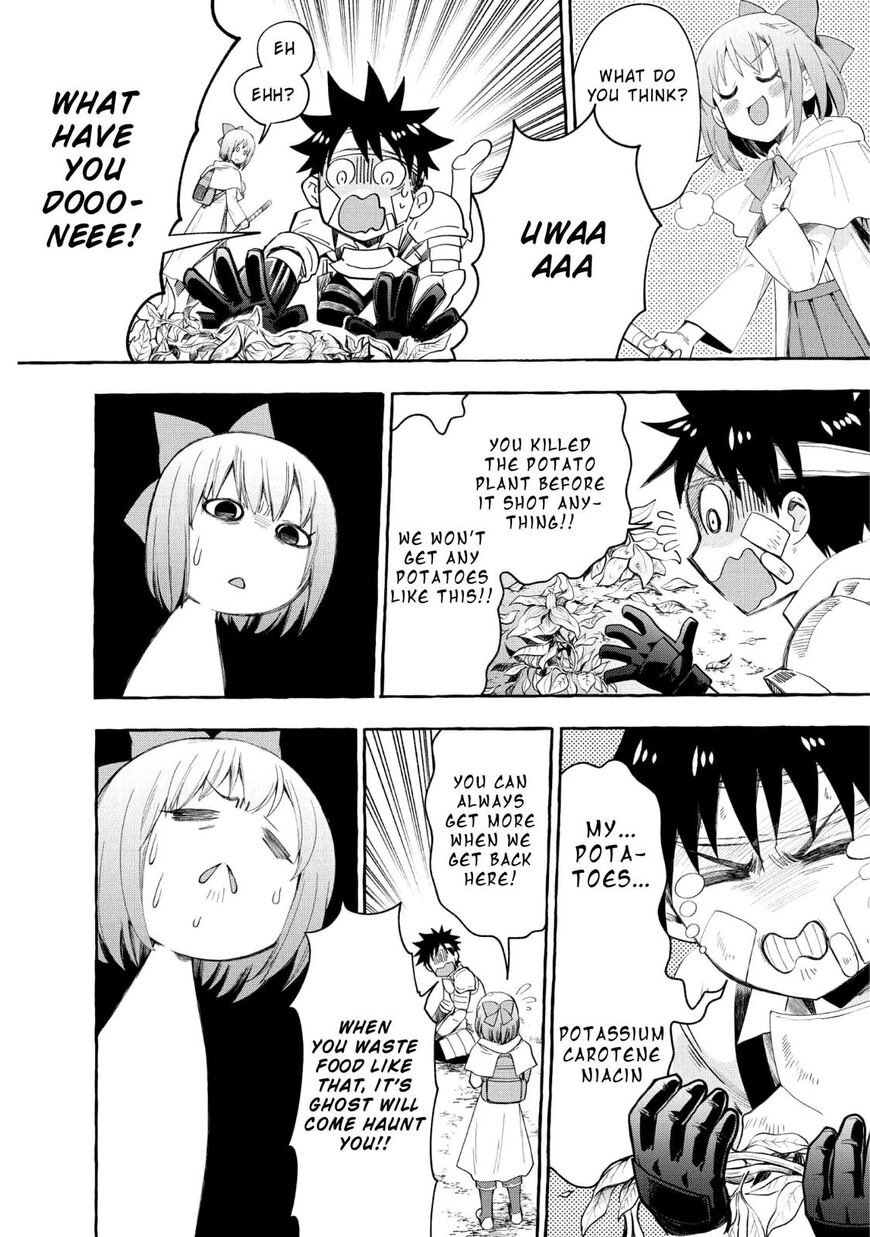 WHAT DO
YOU THINK?
UWAA
AAA
EH
EHH?
WHAT
HAVE
YOU
DOOO-
NEEE!
YOU KILLED
THE POTATO
PLANT BEFORE
IT SHOT ANY-
THING!!
WE WON'T
GET ANY
POTATOES
LIKE THIS!!
MY...
POTA-
TOES...
POTASSIUM
CAROTENE
NIACIN
YOU CAN
ALWAYS
GET MORE
WHEN WE
GET BACK
HERE!
WHEN
YOU WASTE
FOOD LIKE
THAT, IT'S
GHOST WILL
COME HAUNT
YOU!!